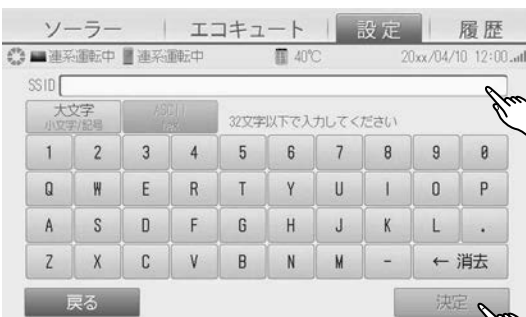 ソーラー エコキュート 設定 履歴
連系運転中 連系運転中 40℃ 20xx/04/10 12:00
SSID
大文字 ASCII
小文字/記号 32文字以下で入力してください
1 2 3 4 5 6 7 8 9 0
Q W E R T Y U I O P
A S D F G H J K L .
Z X C V B N M - ← 消去
戻る 決定